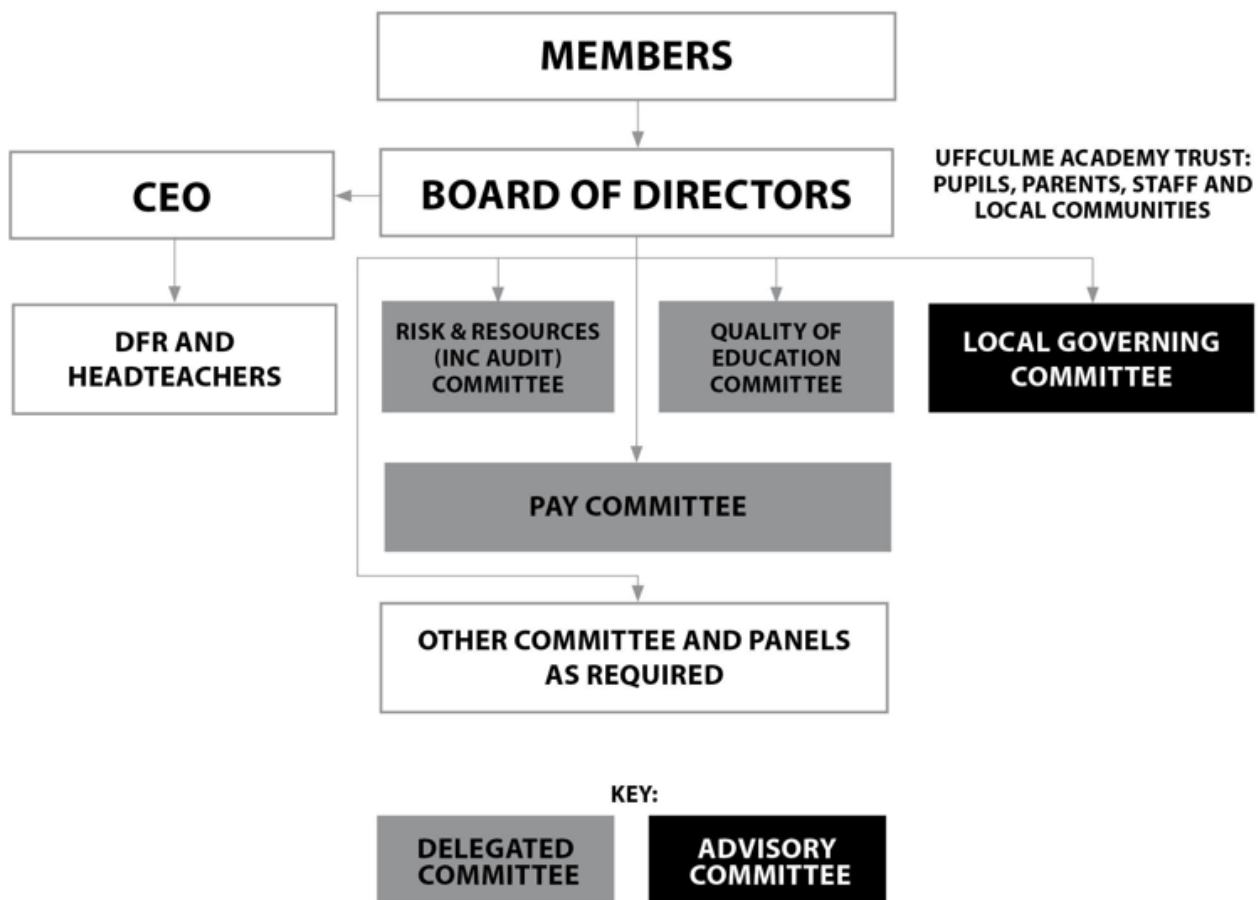 MEMBERS
UFFCULME ACADEMY TRUST:
PUPILS, PARENTS, STAFF AND
LOCAL COMMUNITIES
CEO
BOARD OF DIRECTORS
DFR AND
HEADTEACHERS
RISK & RESOURCES
(INC AUDIT)
COMMITTEE
QUALITY OF
EDUCATION
COMMITTEE
LOCAL GOVERNING
COMMITTEE
PAY COMMITTEE
OTHER COMMITTEE AND PANELS
AS REQUIRED
KEY:
DELEGATED
COMMITTEE
ADVISORY
COMMITTEE